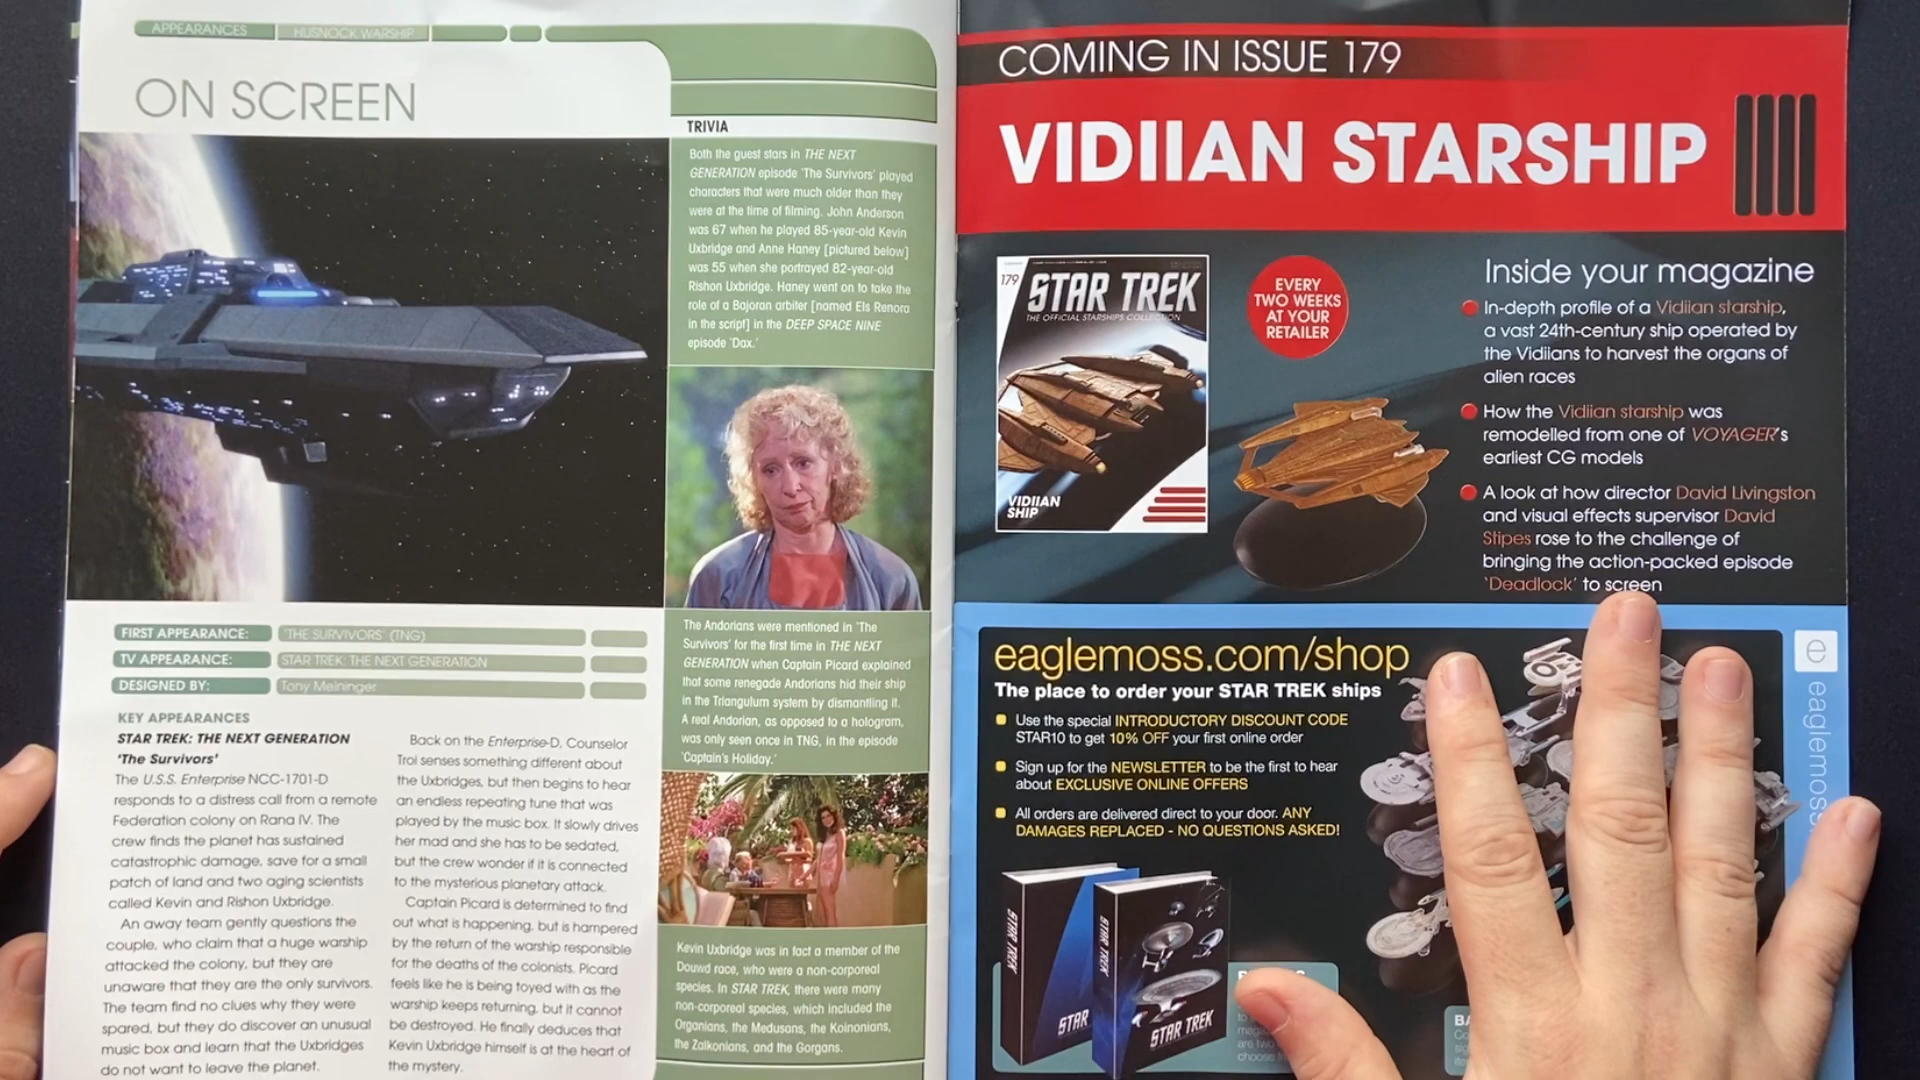 APPEARANCES
HUSNOCK WARSHIP
ON SCREEN
FIRST APPEARANCE:
'THE SURVIVORS' (TNG)
TV APPEARANCE:
STAR TREK: THE NEXT GENERATION
DESIGNED BY:
Tony Meininger
KEY APPEARANCES
STAR TREK: THE NEXT GENERATION
'The Survivors'
The U.S.S. Enterprise NCC-1701-D
responds to a distress call from a remote
Federation colony on Rana IV. The
crew finds the planet has sustained
catastrophic damage, save for a small
patch of land and two aging scientists
called Kevin and Rishon Uxbridge.
An away team gently questions the
couple, who claim that a huge warship
attacked the colony, but they are
unaware that they are the only survivors.
The team find no clues why they were
spared, but they do discover an unusual
music box and learn that the Uxbridges
do not want to leave the planet.
Back on the Enterprise-D, Counselor
Troi senses something different about
the Uxbridges, but then begins to hear
an endless repeating tune that was
played by the music box. It slowly drives
her mad and she has to be sedated,
but the crew wonder if it is connected
to the mysterious planetary attack.
Captain Picard is determined to find
out what is happening, but is hampered
by the return of the warship responsible
for the deaths of the colonists. Picard
feels like he is being toyed with as the
warship keeps returning, but it cannot
be destroyed. He finally deduces that
Kevin Uxbridge himself is at the heart of
the mystery.
TRIVIA
Both the guest stars in THE NEXT
GENERATION episode 'The Survivors' played
characters that were much older than they
were at the time of filming. John Anderson
was 67 when he played 85-year-old Kevin
Uxbridge and Anne Haney [pictured below]
was 55 when she portrayed 82-year-old
Rishon Uxbridge. Haney went on to take the
role of a Bajoran arbiter [named Els Renora
in the script] in the DEEP SPACE NINE
episode 'Dax.'
The Andorians were mentioned in 'The
Survivors' for the first time in THE NEXT
GENERATION when Captain Picard explained
that some renegade Andorians hid their ship
in the Triangulum system by dismantling it.
A real Andorian, as opposed to a hologram,
was only seen once in TNG, in the episode
'Captain's Holiday.'
Kevin Uxbridge was in fact a member of the
Douwd race, who were a non-corporeal
species. In STAR TREK, there were many
non-corporeal species, which included the
Organians, the Medusans, the Koinonians,
the Zalkonians, and the Gorgans.
COMING IN ISSUE 179
VIDIIAN STARSHIP
179
STAR TREK
THE OFFICIAL STARSHIPS COLLECTION
VIDIIAN
SHIP
EVERY
TWO WEEKS
AT YOUR
RETAILER
Inside your magazine
In-depth profile of a Vidiian starship,
a vast 24th-century ship operated by
the Vidiians to harvest the organs of
alien races
How the Vidiian starship was
remodelled from one of VOYAGER's
earliest CG models
A look at how director David Livingston
and visual effects supervisor David
Stipes rose to the challenge of
bringing the action-packed episode
'Deadlock' to screen
eaglemoss.com/shop
The place to order your STAR TREK ships
Use the special INTRODUCTORY DISCOUNT CODE
STAR10 to get 10% OFF your first online order
Sign up for the NEWSLETTER to be the first to hear
about EXCLUSIVE ONLINE OFFERS
All orders are delivered direct to your door. ANY
DAMAGES REPLACED - NO QUESTIONS ASKED!
STAR TREK
STAR
STAR TREK
STAR TREK
e
eaglemoss